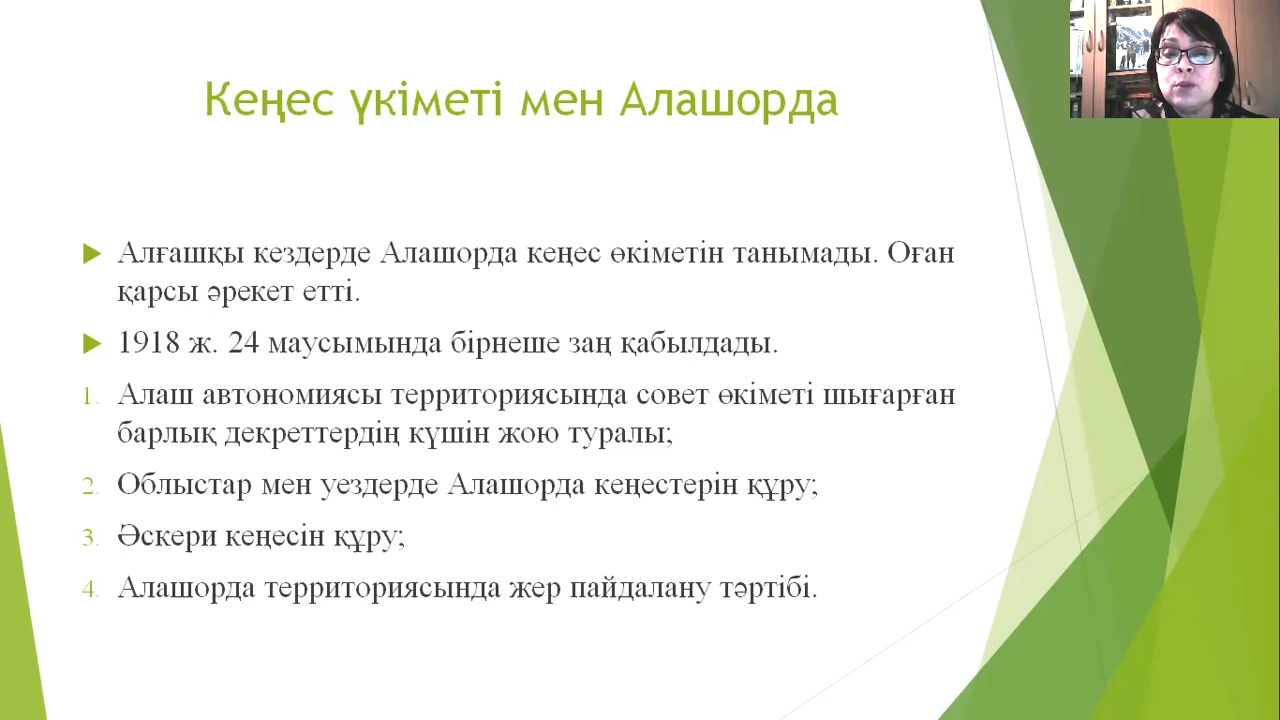 Кеңес үкіметі мен Алашорда
Алғашқы кездерде Алашорда кеңес өкіметін танымады. Оған
қарсы әрекет етті.
1918 ж. 24 маусымында бірнеше заң қабылдады.
1. Алаш автономиясы территориясында совет өкіметі шығарған
барлық декреттердің күшін жою туралы;
2. Облыстар мен уездерде Алашорда кеңестерін құру;
3. Әскери кеңесін құру;
4. Алашорда территориясында жер пайдалану тәртібі.